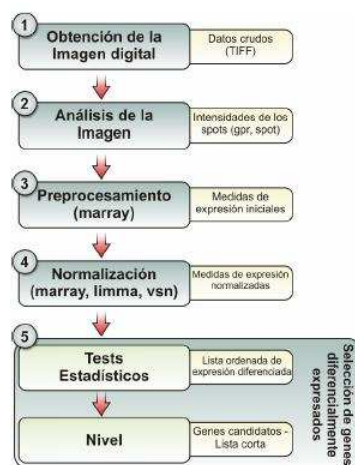 1
Obtención de la
Imagen digital
Datos crudos
(TIFF)
2
Análisis de la
Imagen
Intensidades de los
spots (gpr, spot)
3
Preprocesamiento
(marray)
Medidas de
expresión iniciales
4
Normalización
(marray, limma, vsn)
Medidas de expresión
normalizadas
5
Tests
Estadísticos
Lista ordenada de
expresión diferenciada
Nivel
Genes candidatos -
Lista corta
Selección de genes
diferencialmente
expresados